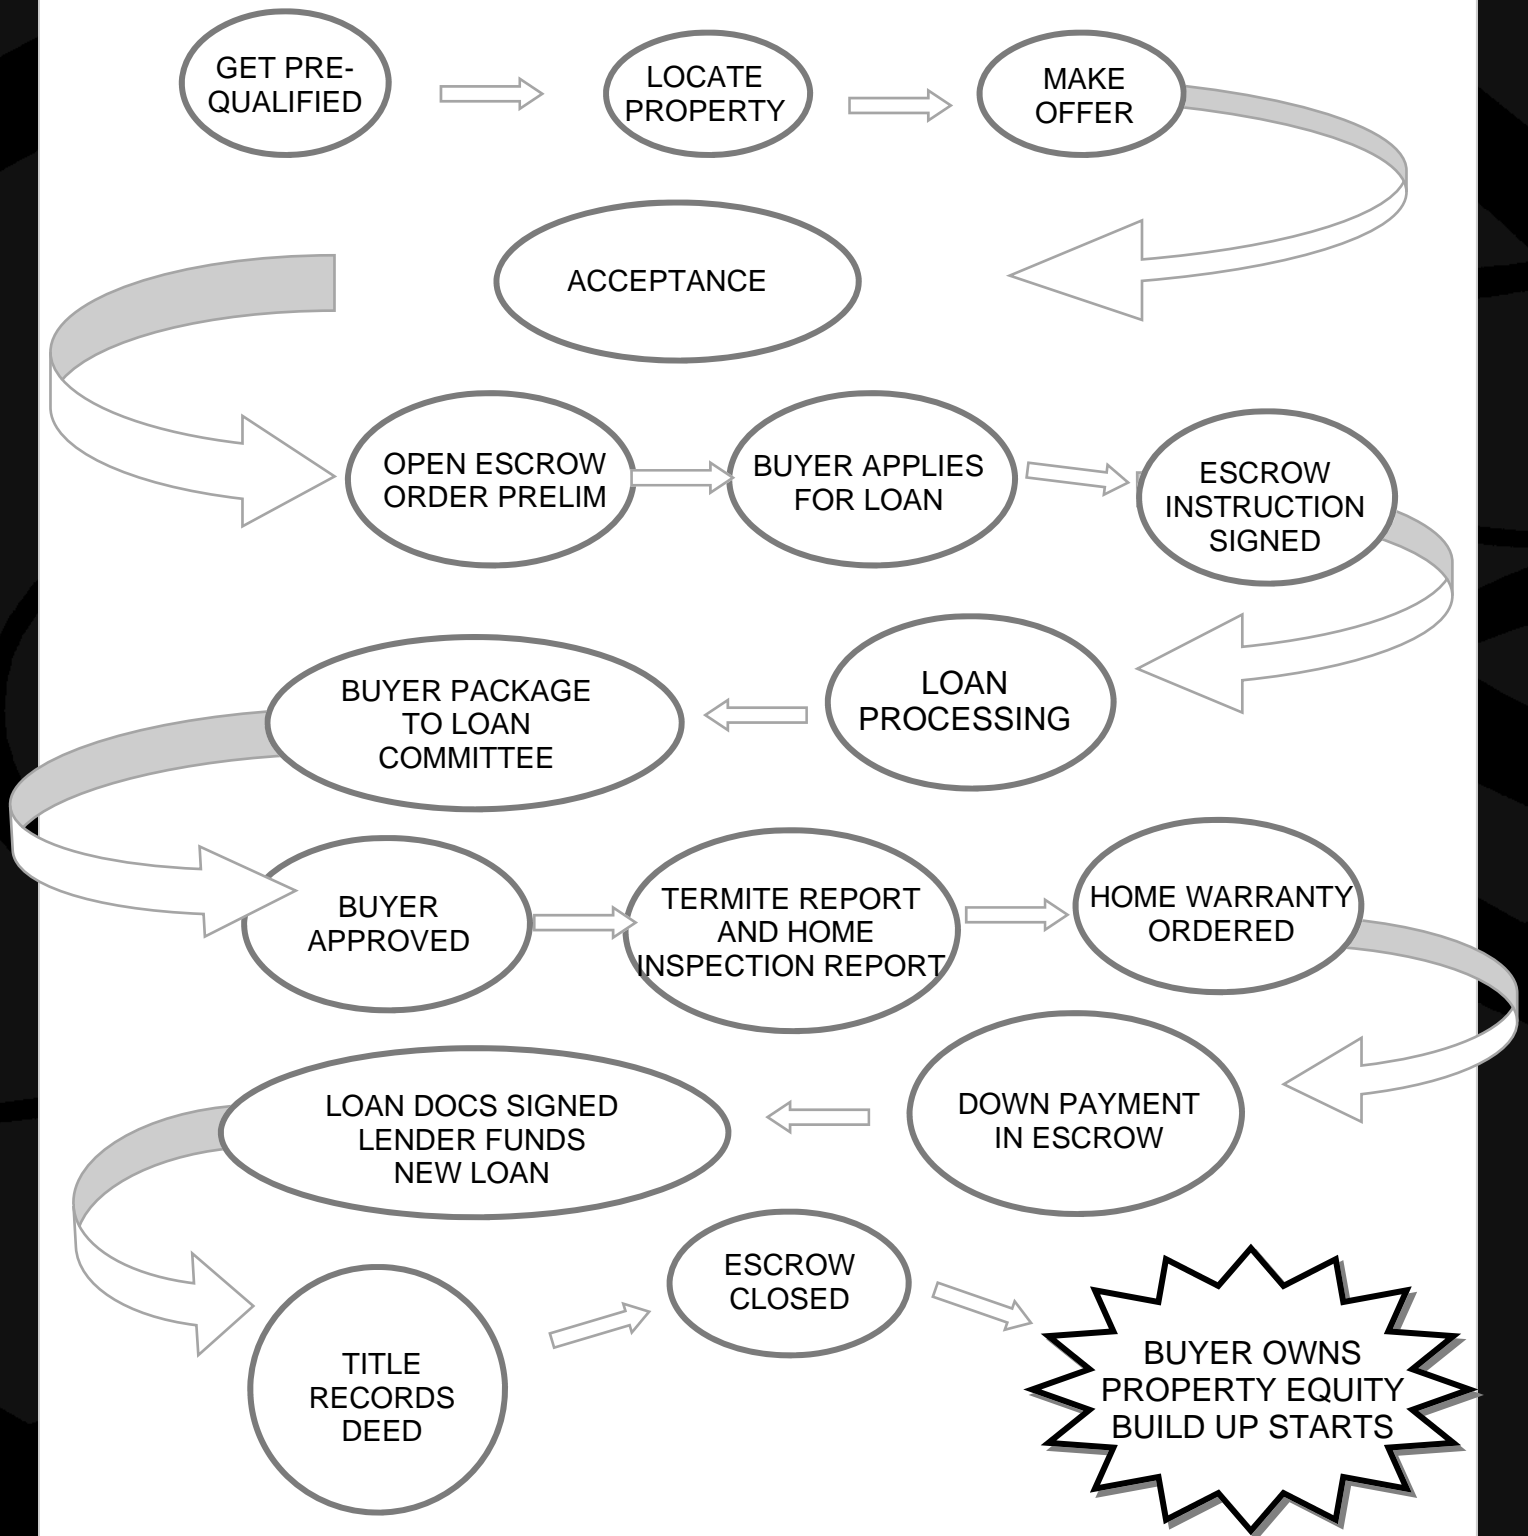 GET PRE-
QUALIFIED
LOCATE
PROPERTY
MAKE
OFFER
ACCEPTANCE
OPEN ESCROW
ORDER PRELIM
BUYER APPLIES
FOR LOAN
ESCROW
INSTRUCTION
SIGNED
LOAN
PROCESSING
BUYER PACKAGE
TO LOAN
COMMITTEE
BUYER
APPROVED
TERMITE REPORT
AND HOME
INSPECTION REPORT
HOME WARRANTY
ORDERED
DOWN PAYMENT
IN ESCROW
LOAN DOCS SIGNED
LENDER FUNDS
NEW LOAN
TITLE
RECORDS
DEED
ESCROW
CLOSED
BUYER OWNS
PROPERTY EQUITY
BUILD UP STARTS